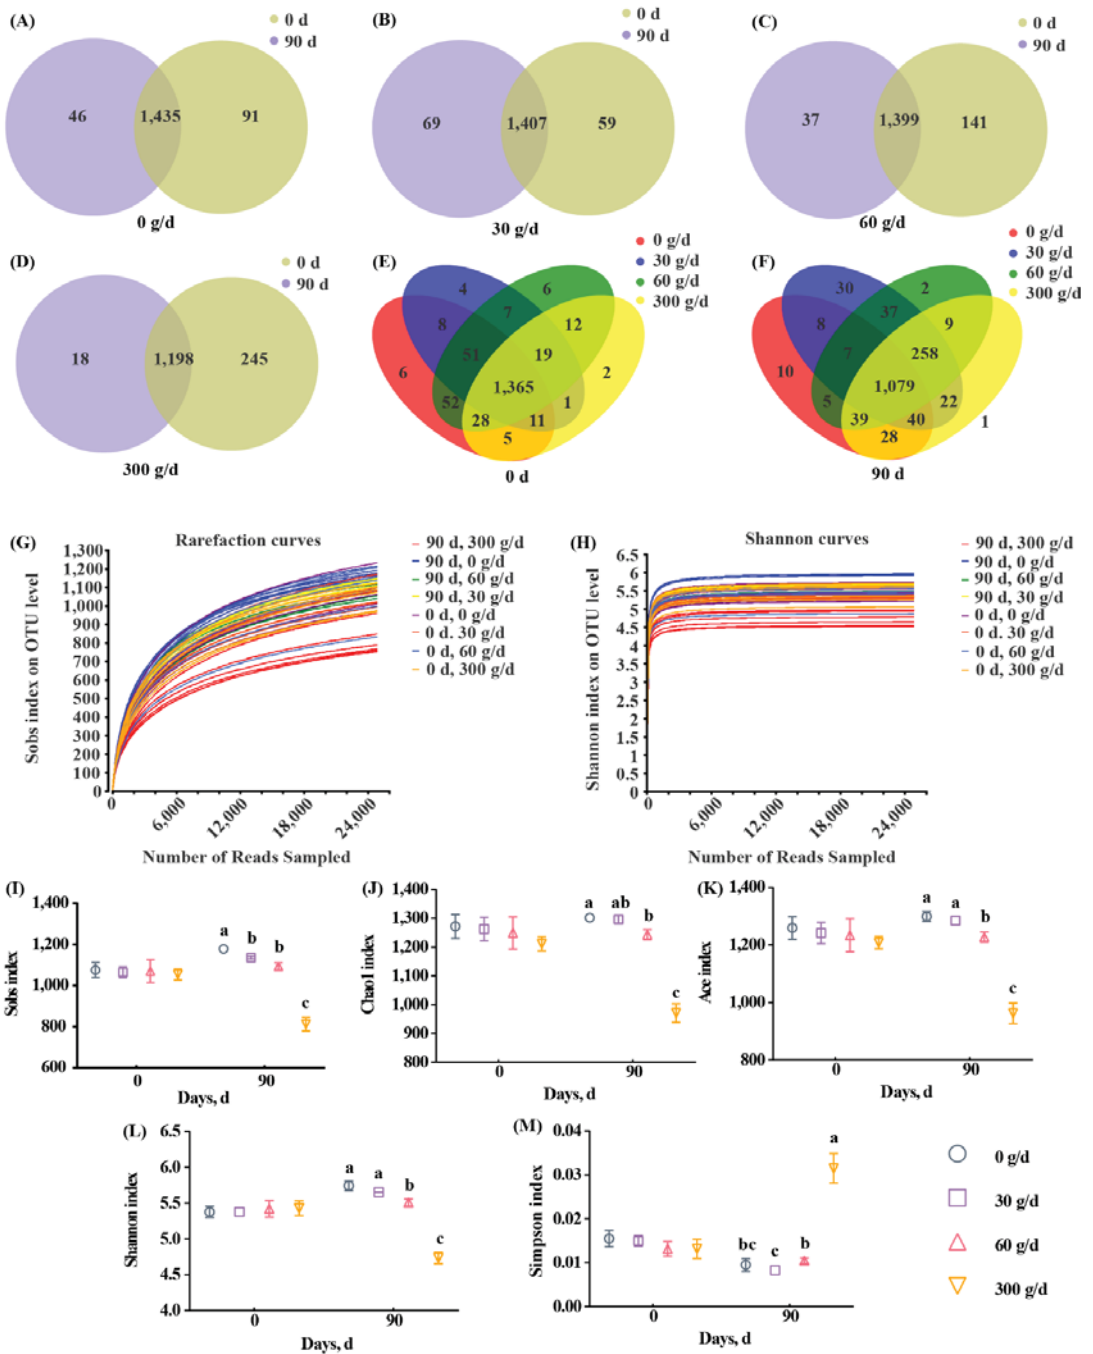 (A)
0 d
90 d
46
1,435
91
0 g/d
(B)
0 d
90 d
69
1,407
59
30 g/d
(C)
0 d
90 d
37
1,399
141
60 g/d
(D)
0 d
90 d
18
1,198
245
300 g/d
(E)
0 g/d
30 g/d
60 g/d
300 g/d
4
6
8
7
12
51
19
6
2
1,365
52
1
28
11
5
0 d
(F)
0 g/d
30 g/d
60 g/d
300 g/d
30
2
8
37
9
7
258
10
1,079
5
22
39
40
1
28
90 d
(G)
Rarefaction curves
Sobs index on OTU level
1,300
1,200
1,100
1,000
900
800
700
600
500
400
300
200
100
0
0
6,000
12,000
18,000
24,000
Number of Reads Sampled
90 d, 300 g/d
90 d, 0 g/d
90 d, 60 g/d
90 d, 30 g/d
0 d, 0 g/d
0 d. 30 g/d
0 d, 60 g/d
0 d, 300 g/d
(H)
Shannon curves
Shannon index on OTU level
6.5
6
5.5
5
4.5
4
3.5
3
2.5
2
1.5
1
0.5
0
0
6,000
12,000
18,000
24,000
Number of Reads Sampled
90 d, 300 g/d
90 d, 0 g/d
90 d, 60 g/d
90 d, 30 g/d
0 d, 0 g/d
0 d. 30 g/d
0 d, 60 g/d
0 d, 300 g/d
(I)
Sobs index
1,400
1,200
1,000
800
600
a
b
b
c
0
90
Days, d
(J)
Chao1 index
1,400
1,300
1,200
1,100
1,000
900
800
a
ab
b
c
0
90
Days, d
(K)
Ace index
1,400
1,200
1,000
800
a
a
b
c
0
90
Days, d
(L)
Shannon index
6.5
6.0
5.5
5.0
4.5
4.0
a
a
b
c
0
90
Days, d
(M)
Simpson index
0.04
0.03
0.02
0.01
0.00
bc
c
b
a
0
90
Days, d
0 g/d
30 g/d
60 g/d
300 g/d